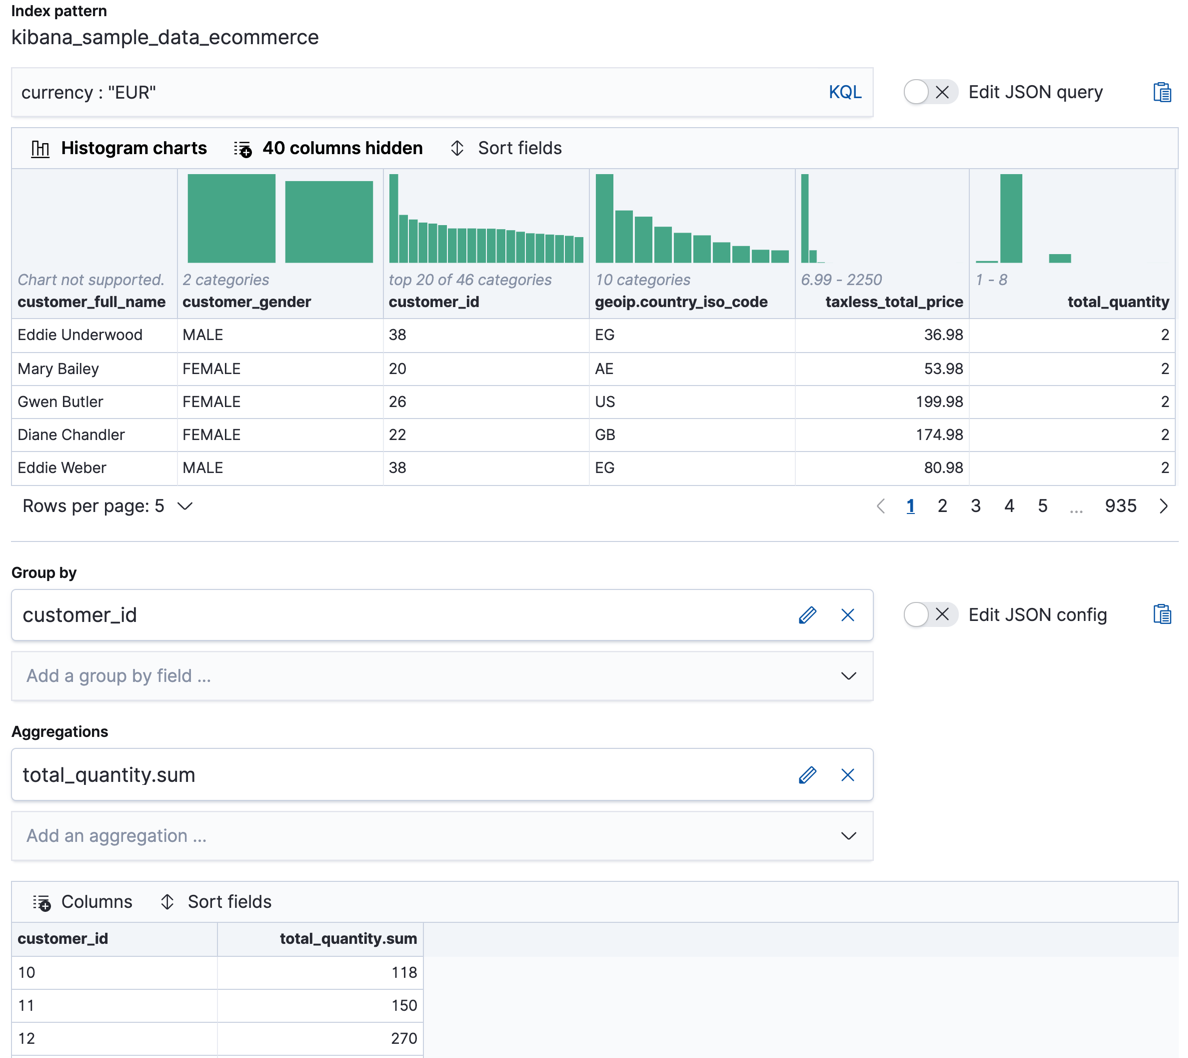 Index pattern
kibana_sample_data_ecommerce
currency : "EUR" KQL Edit JSON query
Histogram charts 40 columns hidden Sort fields
Chart not supported. 2 categories top 20 of 46 categories 10 categories 6.99 - 2250 1 - 8
customer_full_name customer_gender customer_id geoip.country_iso_code taxless_total_price total_quantity
Eddie Underwood MALE 38 EG 36.98 2
Mary Bailey FEMALE 20 AE 53.98 2
Gwen Butler FEMALE 26 US 199.98 2
Diane Chandler FEMALE 22 GB 174.98 2
Eddie Weber MALE 38 EG 80.98 2
Rows per page: 5 1 2 3 4 5 ... 935
Group by
customer_id Edit JSON config
Add a group by field ...
Aggregations
total_quantity.sum
Add an aggregation ...
Columns Sort fields
customer_id total_quantity.sum
10 118
11 150
12 270